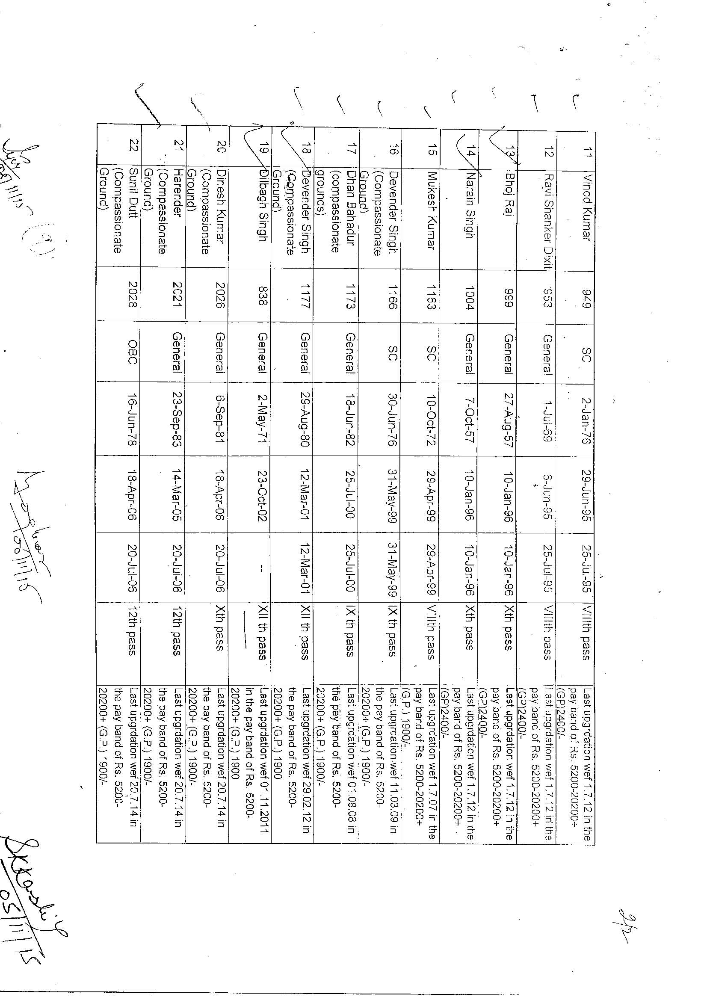 2/2
11 Vinod Kumar 949 SC 2-Jan-76 29-Jun-95 25-Jul-95 VIIIth pass Last upgrdation wef 1.7.12 in the
pay band of Rs. 5200-20200+
(GP)2400/-
12 Ravi Shanker Dixit 953 General 1-Jul-69 6-Jun-95 25-Jul-95 VIIIth pass Last upgrdation wef 1.7.12 in the
pay band of Rs. 5200-20200+
(GP)2400/-
13 Bhoj Raj 999 General 27-Aug-57 10-Jan-96 10-Jan-96 Xth pass Last upgrdation wef 1.7.12 in the
pay band of Rs. 5200-20200+
(GP)2400/-
14 Narain Singh 1004 General 7-Oct-57 10-Jan-96 10-Jan-96 Xth pass Last upgrdation wef 1.7.12 in the
pay band of Rs. 5200-20200+
(GP)2400/-
15 Mukesh Kumar 1163 SC 10-Oct-72 29-Apr-99 29-Apr-99 VIIIth pass Last upgrdation wef 1.7.07 in the
pay band of Rs. 5200-20200+
(G.P.) 1900/-
16 Devender Singh 1166 SC 30-Jun-76 31-May-99 31-May-99 IX th pass Last upgrdation wef 11.03.09 in
(Compassionate the pay band of Rs. 5200-
Ground) 20200+ (G.P.) 1900/-
17 Dhan Bahadur 1173 General 18-Jun-82 25-Jul-00 25-Jul-00 IX th pass Last upgrdation wef 01.08.08 in
(compassionate the pay band of Rs. 5200-
grounds) 20200+ (G.P.) 1900/-
18 Devender Singh 1177 General 29-Aug-80 12-Mar-01 12-Mar-01 XII th pass Last upgrdation wef 29.02.12 in
(Compassionate the pay band of Rs. 5200-
Ground) 20200+ (G.P.) 1900
19 Dilbagh Singh 838 General 2-May-71 23-Oct-02 -- XII th pass Last upgrdation wef 01.11.2011
in the pay band of Rs. 5200-
20200+ (G.P.) 1900
20 Dinesh Kumar 2026 General 6-Sep-81 18-Apr-06 20-Jul-06 Xth pass Last upgrdation wef 20.7.14 in
(Compassionate the pay band of Rs. 5200-
Ground) 20200+ (G.P.) 1900/-
21 Harender 2021 General 23-Sep-83 14-Mar-05 20-Jul-06 12th pass Last upgrdation wef 20.7.14 in
(Compassionate the pay band of Rs. 5200-
Ground) 20200+ (G.P.) 1900/-
22 Sunil Dutt 2028 OBC 16-Jun-78 18-Apr-06 20-Jul-06 12th pass Last upgrdation wef 20.7.14 in
(Compassionate the pay band of Rs. 5200-
Ground) 20200+ (G.P.) 1900/-
05/11/15